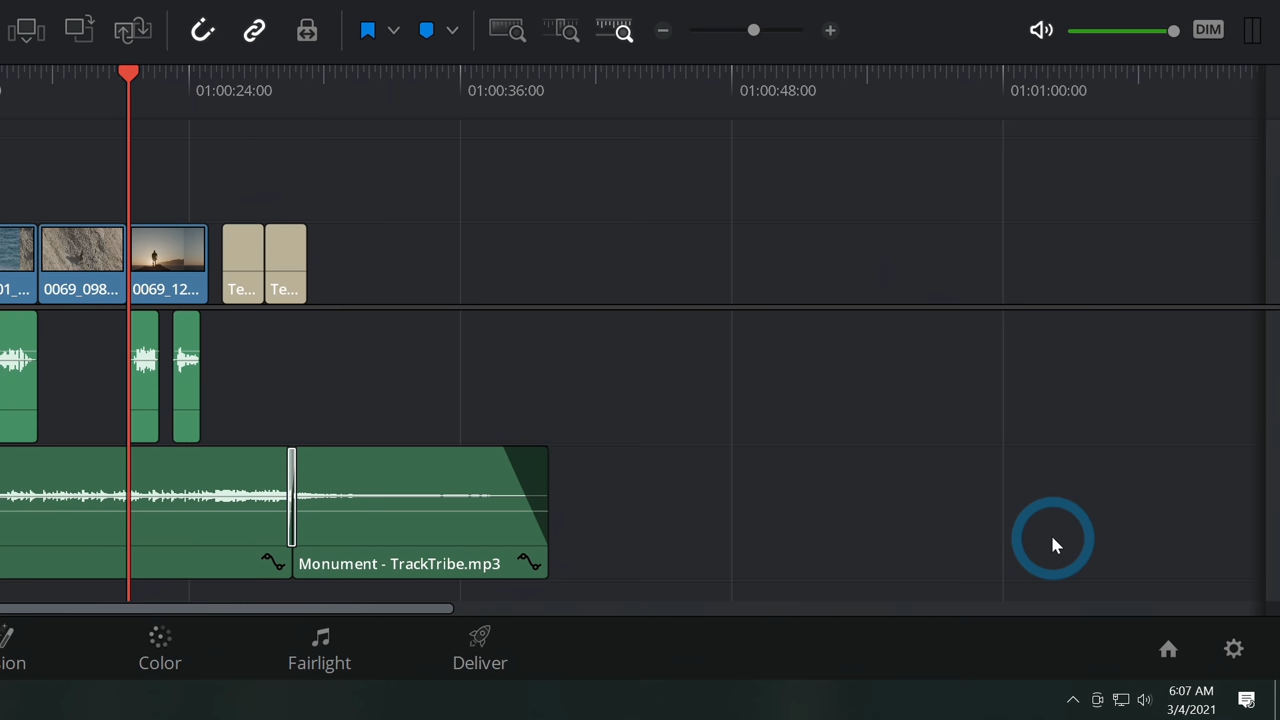 DIM
01:00:24:00
01:00:36:00
01:00:48:00
01:01:00:00
01_...
0069_098...
0069_12...
Te...
Te...
Monument - TrackTribe.mp3
sion
Color
Fairlight
Deliver
6:07 AM
3/4/2021